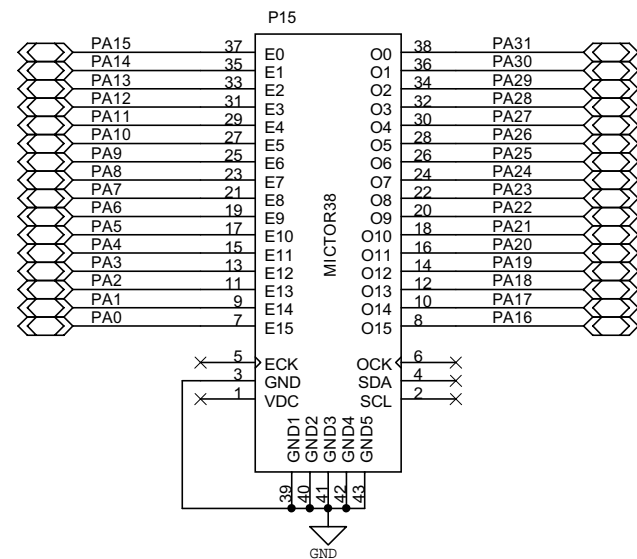 P15
PA15 37 E0 O0 38 PA31
PA14 35 E1 O1 36 PA30
PA13 33 E2 O2 34 PA29
PA12 31 E3 O3 32 PA28
PA11 29 E4 O4 30 PA27
PA10 27 E5 O5 28 PA26
PA9 25 E6 O6 26 PA25
PA8 23 E7 O7 24 PA24
PA7 21 E8 O8 22 PA23
PA6 19 E9 O9 20 PA22
PA5 17 E10 O10 18 PA21
PA4 15 E11 O11 16 PA20
PA3 13 E12 O12 14 PA19
PA2 11 E13 O13 12 PA18
PA1 9 E14 O14 10 PA17
PA0 7 E15 O15 8 PA16
MICTOR38
5 ECK OCK 6
3 GND SDA 4
1 VDC SCL 2
GND1 GND2 GND3 GND4 GND5
39 40 41 42 43
GND